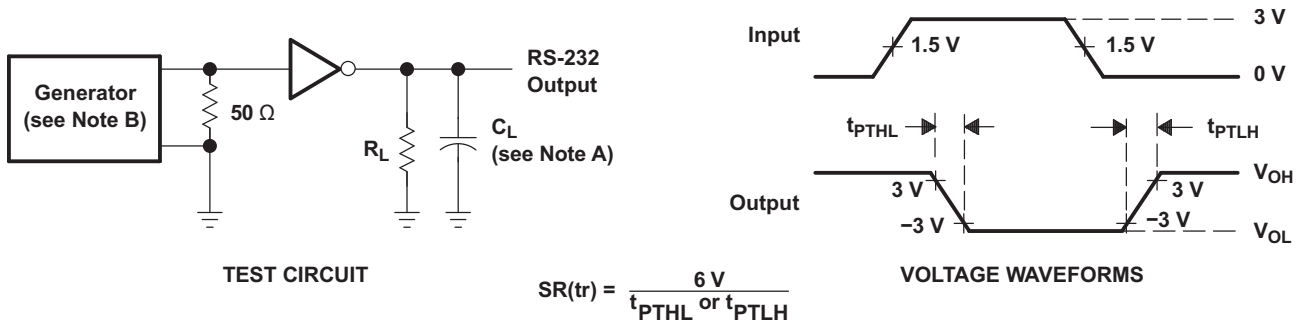 Generator
(see Note B)
50 Ω
RS-232
Output
R_L
C_L
(see Note A)
TEST CIRCUIT
Input
3 V
1.5 V
1.5 V
0 V
t_PTHL
t_PTLH
Output
3 V
−3 V
3 V
−3 V
V_OH
V_OL
VOLTAGE WAVEFORMS
SR(tr) = 6 V / t_PTHL or t_PTLH